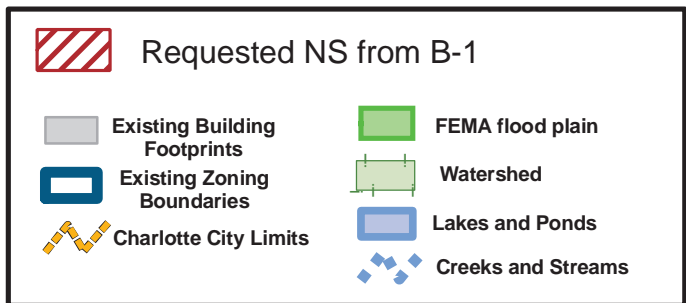 Requested NS from B-1
Existing Building
Footprints
Existing Zoning
Boundaries
Charlotte City Limits
FEMA flood plain
Watershed
Lakes and Ponds
Creeks and Streams